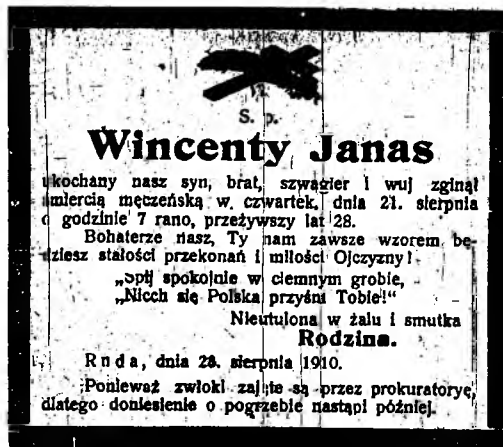 S. p.
Wincenty Janas
ukochany nasz syn, brat, szwagier i wuj zginął
śmiercią męczeńską w czwartek, dnia 21. sierpnia
o godzinie 7 rano, przeżywszy lat 28.
Bohaterze nasz, Ty nam zawsze wzorem bę-
dziesz stałości przekonań i miłości Ojczyzny!
„Śpij spokojnie w ciemnym grobie,
„Niech się Polska przyśni Tobie!"
Nieutulona w żalu i smutku
Rodzina.
Ruda, dnia 28. sierpnia 1910.
Ponieważ zwłoki zajęte są przez prokuratoryę,
dlatego doniesienie o pogrzebie nastąpi później.